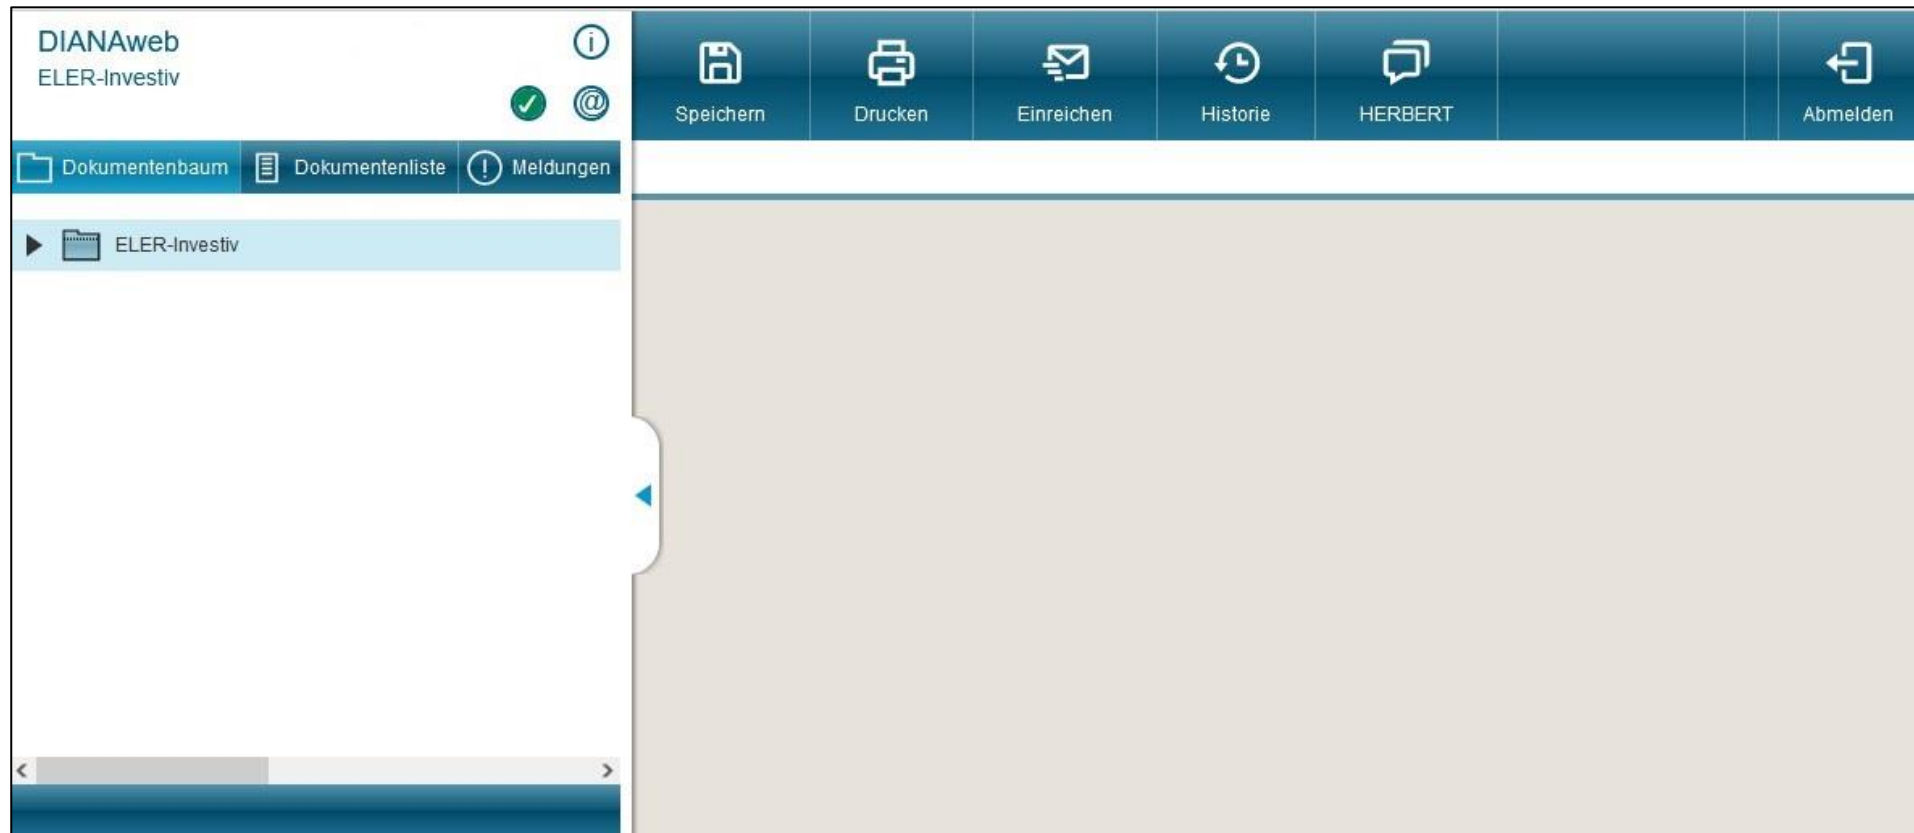 DIANAweb
ELER-Investiv
Speichern
Drucken
Einreichen
Historie
HERBERT
Abmelden
Dokumentenbaum
Dokumentenliste
Meldungen
ELER-Investiv